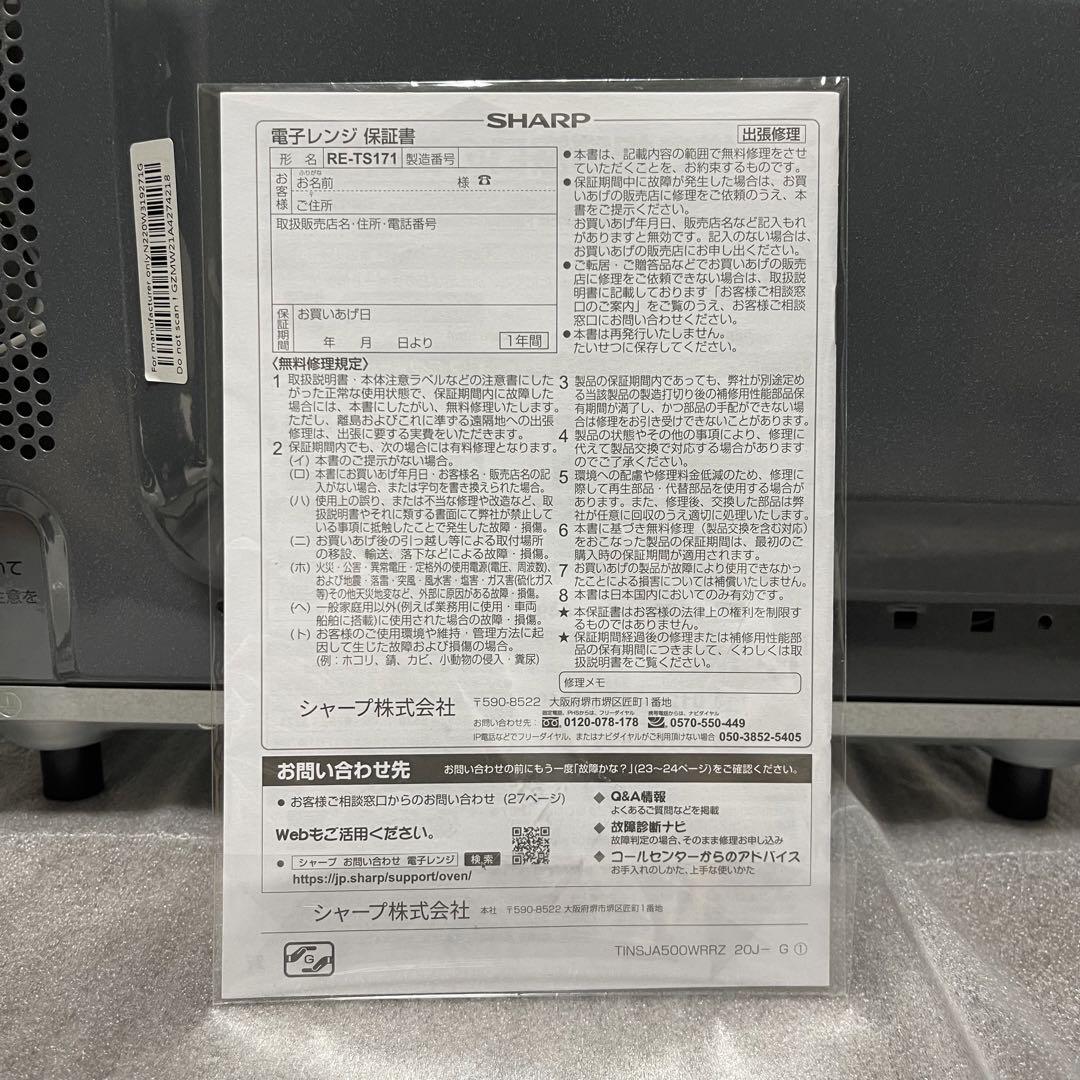 SHARP
電子レンジ 保証書
出張修理
形 名 RE-TS171 製造番号
お客様
ふりがな
お名前 様 ☎
ご住所
取扱販売店名・住所・電話番号
保証期間
お買いあげ日
年 月 日より 1年間
●本書は、記載内容の範囲で無料修理をさせ
ていただくことを、お約束するものです。
●保証期間中に故障が発生した場合は、お買
いあげの販売店に修理をご依頼のうえ、本
書をご提示ください。
お買いあげ年月日、販売店名など記入もれ
がありますと無効です。記入のない場合は、
お買いあげの販売店にお申し出ください。
●ご転居・ご贈答品などでお買いあげの販売
店に修理をご依頼できない場合は、取扱説
明書に記載しております「お客様ご相談窓
口のご案内」をご覧のうえ、お客様ご相談
窓口にお問い合わせください。
●本書は再発行いたしません。
たいせつに保存してください。
〈無料修理規定〉
1 取扱説明書・本体注意ラベルなどの注意書にした
がった正常な使用状態で、保証期間内に故障した
場合には、本書にしたがい、無料修理いたします。
ただし、離島およびこれに準ずる遠隔地への出張
修理は、出張に要する実費をいただきます。
2 保証期間内でも、次の場合には有料修理となります。
(イ) 本書のご提示がない場合。
(ロ) 本書にお買いあげ年月日・お客様名・販売店名の記
入がない場合、または字句を書き換えられた場合。
(ハ) 使用上の誤り、または不当な修理や改造など、取
扱説明書やそれに類する書面にて弊社が禁止して
いる事項に抵触したことで発生した故障・損傷。
(ニ) お買いあげ後の引っ越し等による取付場所
の移設、輸送、落下などによる故障・損傷。
(ホ) 火災・公害・異常電圧・定格外の使用電源(電圧、周波数)、
および地震・落雷・突風・風水害・塩害・ガス害(硫化ガス
等)その他天災地変など、外部に原因がある故障・損傷。
(ヘ) 一般家庭用以外(例えば業務用に使用・車両
船舶に搭載)に使用された場合の故障・損傷。
(ト) お客様のご使用環境や維持・管理方法に起
因して生じた故障および損傷の場合。
(例:ホコリ、錆、カビ、小動物の侵入・糞尿)
3 製品の保証期間内であっても、弊社が別途定め
る当該製品の製造打切り後の補修用性能部品保
有期間が満了し、かつ部品の手配ができない場
合は修理をお引き受けできないことがあります。
4 製品の状態やその他の事項により、修理に
代えて製品交換で対応する場合があります
のでご了承ください。
5 環境への配慮や修理料金低減のため、修理に
際して再生部品・代替部品を使用する場合が
あります。また、修理後、交換した部品は弊
社が任意に回収のうえ適切に処理いたします。
6 本書に基づき無料修理(製品交換を含む対応)
をおこなった製品の保証期間は、最初のご
購入時の保証期間が適用されます。
7 お買いあげの製品が故障により使用できなかっ
たことによる損害については補償いたしません。
8 本書は日本国内においてのみ有効です。
★ 本保証書はお客様の法律上の権利を制限す
るものではありません。
★ 保証期間経過後の修理または補修用性能部
品の保有期間につきまして、くわしくは取
扱説明書をご覧ください。
修理メモ
シャープ株式会社 〒590-8522 大阪府堺市堺区匠町1番地
固定電話、PHSからは、フリーダイヤル 携帯電話からは、ナビダイヤル
お問い合わせ先: 0120-078-178 0570-550-449
IP電話などでフリーダイヤル、またはナビダイヤルがご利用頂けない場合 050-3852-5405
お問い合わせ先 お問い合わせの前にもう一度「故障かな?」(23〜24ページ)をご確認ください。
● お客様ご相談窓口からのお問い合わせ (27ページ)
Webもご活用ください。
● シャープ お問い合わせ 電子レンジ 検索
https://jp.sharp/support/oven/
◆ Q&A情報
よくあるご質問などを掲載
◆ 故障診断ナビ
故障判定の場合、そのまま修理お申し込み
◆ コールセンターからのアドバイス
お手入れのしかた、上手な使いかた
シャープ株式会社 本社 〒590-8522 大阪府堺市堺区匠町1番地
G
TINSJA500WRRZ 20J- G ①
For manufacturer only N220W319271G
Do not scan ! GZMW21A4274218
いて
注意を